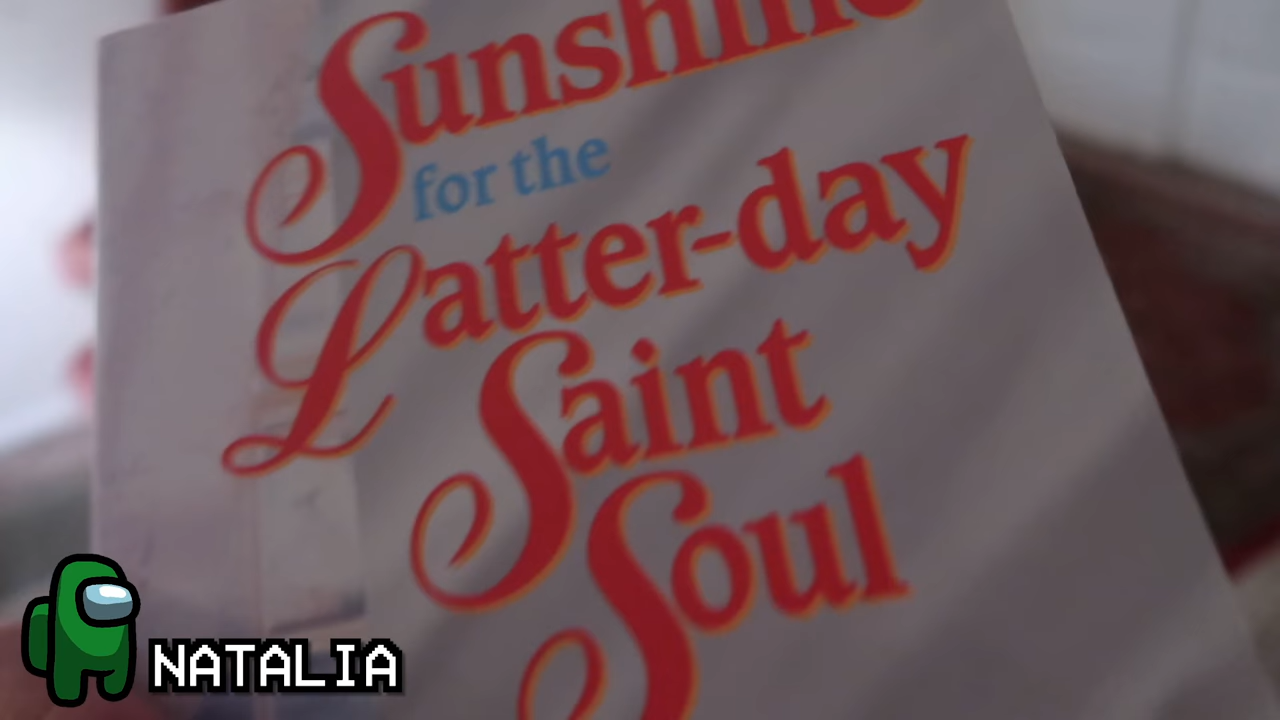 Sunshine
for the
Latter-day
Saint
Soul
NATALIA